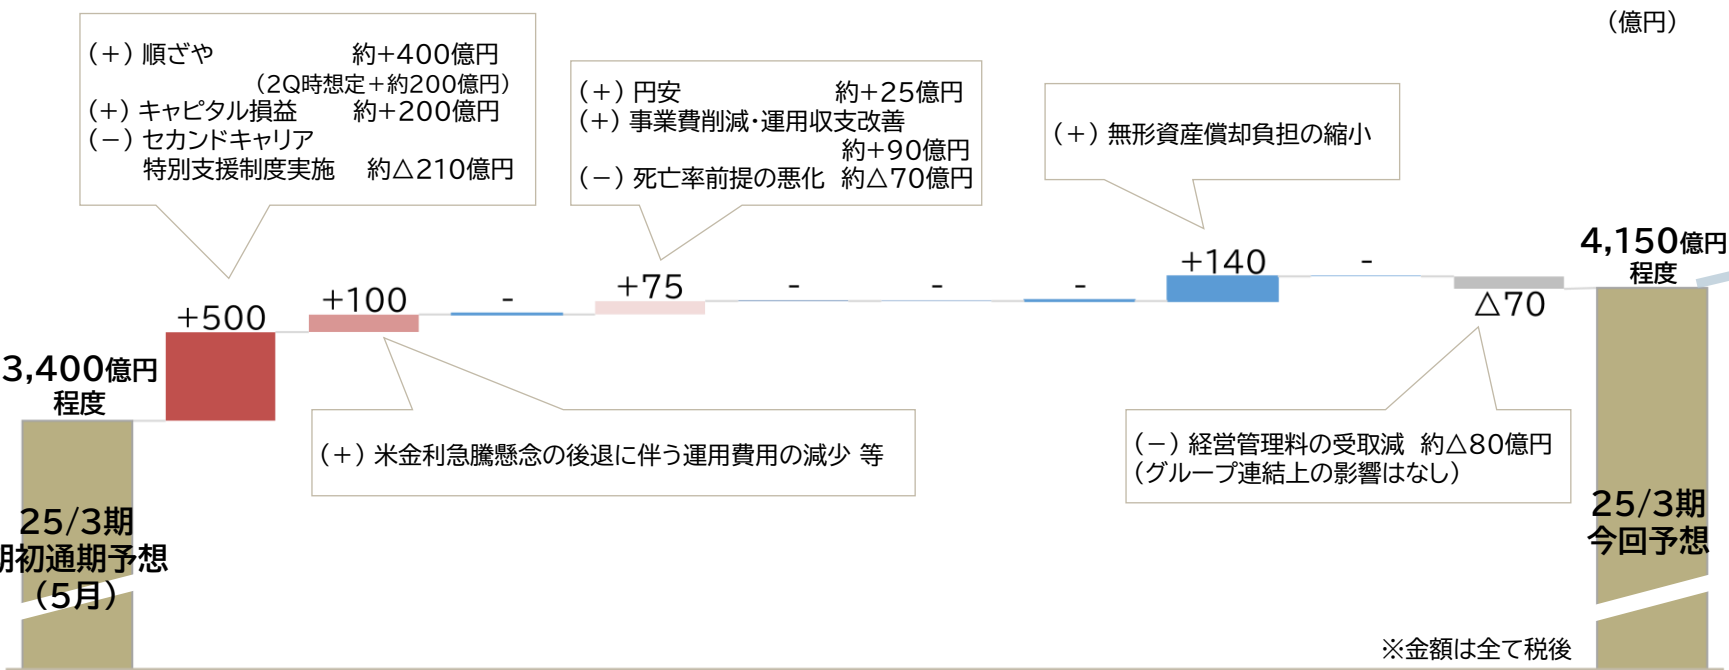 （億円）
（＋）順ざや 約+400億円
（2Q時想定＋約200億円）
（＋）キャピタル損益 約+200億円
（－）セカンドキャリア
特別支援制度実施 約△210億円
（＋）円安 約+25億円
（＋）事業費削減・運用収支改善
約+90億円
（－）死亡率前提の悪化 約△70億円
（＋）無形資産償却負担の縮小
3,400億円
程度
+500
+100
-
+75
-
-
-
+140
-
△70
4,150億円
程度
（＋）米金利急騰懸念の後退に伴う運用費用の減少 等
（－）経営管理料の受取減 約△80億円
（グループ連結上の影響はなし）
25/3期
期初通期予想
（5月）
25/3期
今回予想
※金額は全て税後